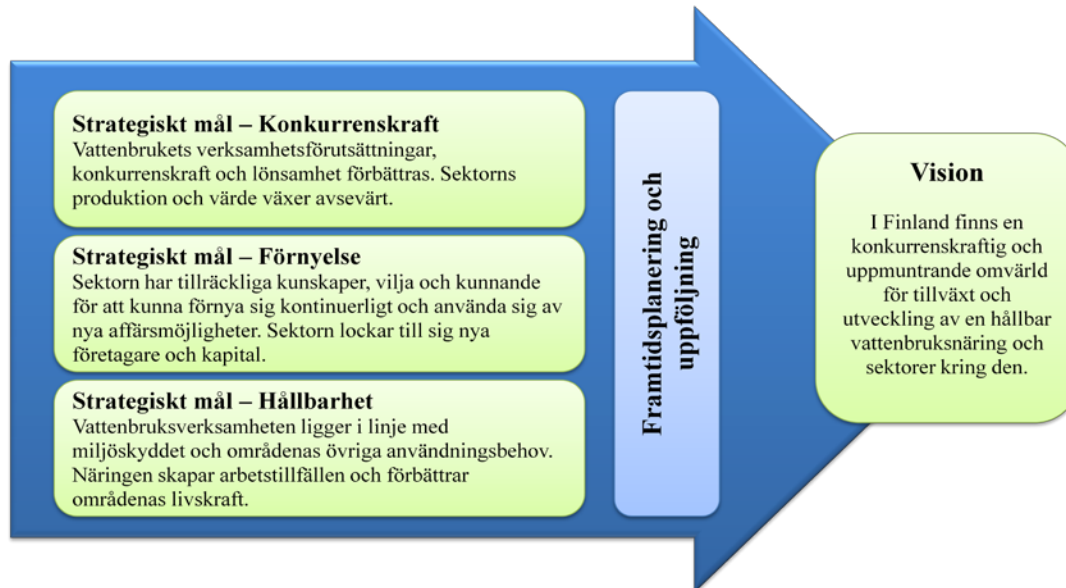 Strategiskt mål – Konkurrenskraft
Vattenbrukets verksamhetsförutsättningar,
konkurrenskraft och lönsamhet förbättras. Sektorns
produktion och värde växer avsevärt.
Strategiskt mål – Förnyelse
Sektorn har tillräckliga kunskaper, vilja och kunnande
för att kunna förnya sig kontinuerligt och använda sig av
nya affärsmöjligheter. Sektorn lockar till sig nya
företagare och kapital.
Strategiskt mål – Hållbarhet
Vattenbruksverksamheten ligger i linje med
miljöskyddet och områdenas övriga användningsbehov.
Näringen skapar arbetstillfällen och förbättrar
områdenas livskraft.
Framtidsplanering och
uppföljning
Vision
I Finland finns en
konkurrenskraftig och
uppmuntrande omvärld
för tillväxt och
utveckling av en hållbar
vattenbruksnäring och
sektorer kring den.